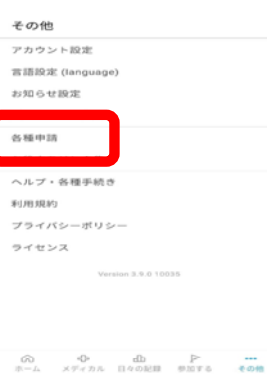 その他
アカウント設定
言語設定 (language)
お知らせ設定
各種申請
ヘルプ・各種手続き
利用規約
プライバシーポリシー
ライセンス
Version 3.9.0 10035
ホーム メディカル 日々の記録 参加する その他